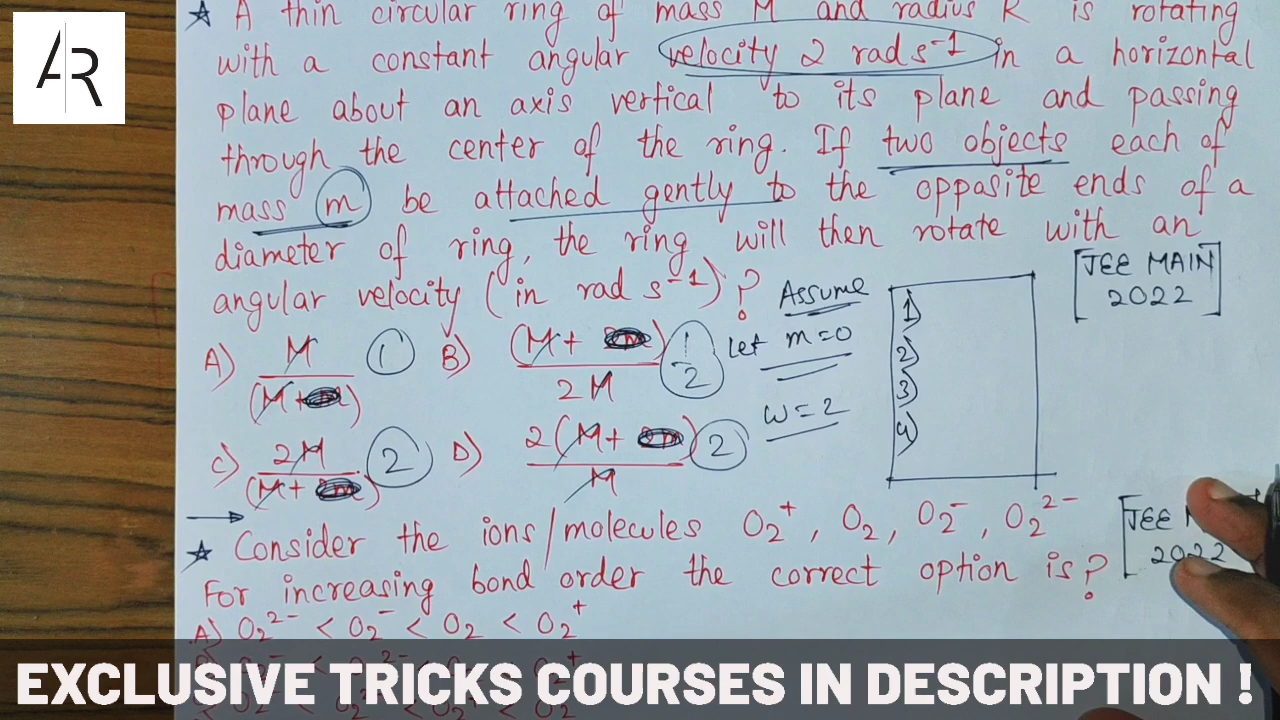 AR
☆ A thin circular ring of mass M and radius R is rotating
with a constant angular velocity 2 rad s⁻¹ in a horizontal
plane about an axis vertical to its plane and passing
through the center of the ring. If two objects each of
mass m be attached gently to the opposite ends of a
diameter of ring, the ring will then rotate with an
angular velocity (in rad s⁻¹)?
[JEE MAIN
2022]
Assume
Let m=0
ω=2
1)
2)
3)
4)
A) M/(M+ ) 1 B) (M+ )/2M 1/2
C) 2M/(M+ ) 2 D) 2(M+ )/M 2
☆ Consider the ions/molecules O₂⁺, O₂, O₂⁻, O₂²⁻
[JEE
2022
For increasing bond order the correct option is?
A) O₂²⁻ < O₂⁻ < O₂ < O₂⁺
EXCLUSIVE TRICKS COURSES IN DESCRIPTION !